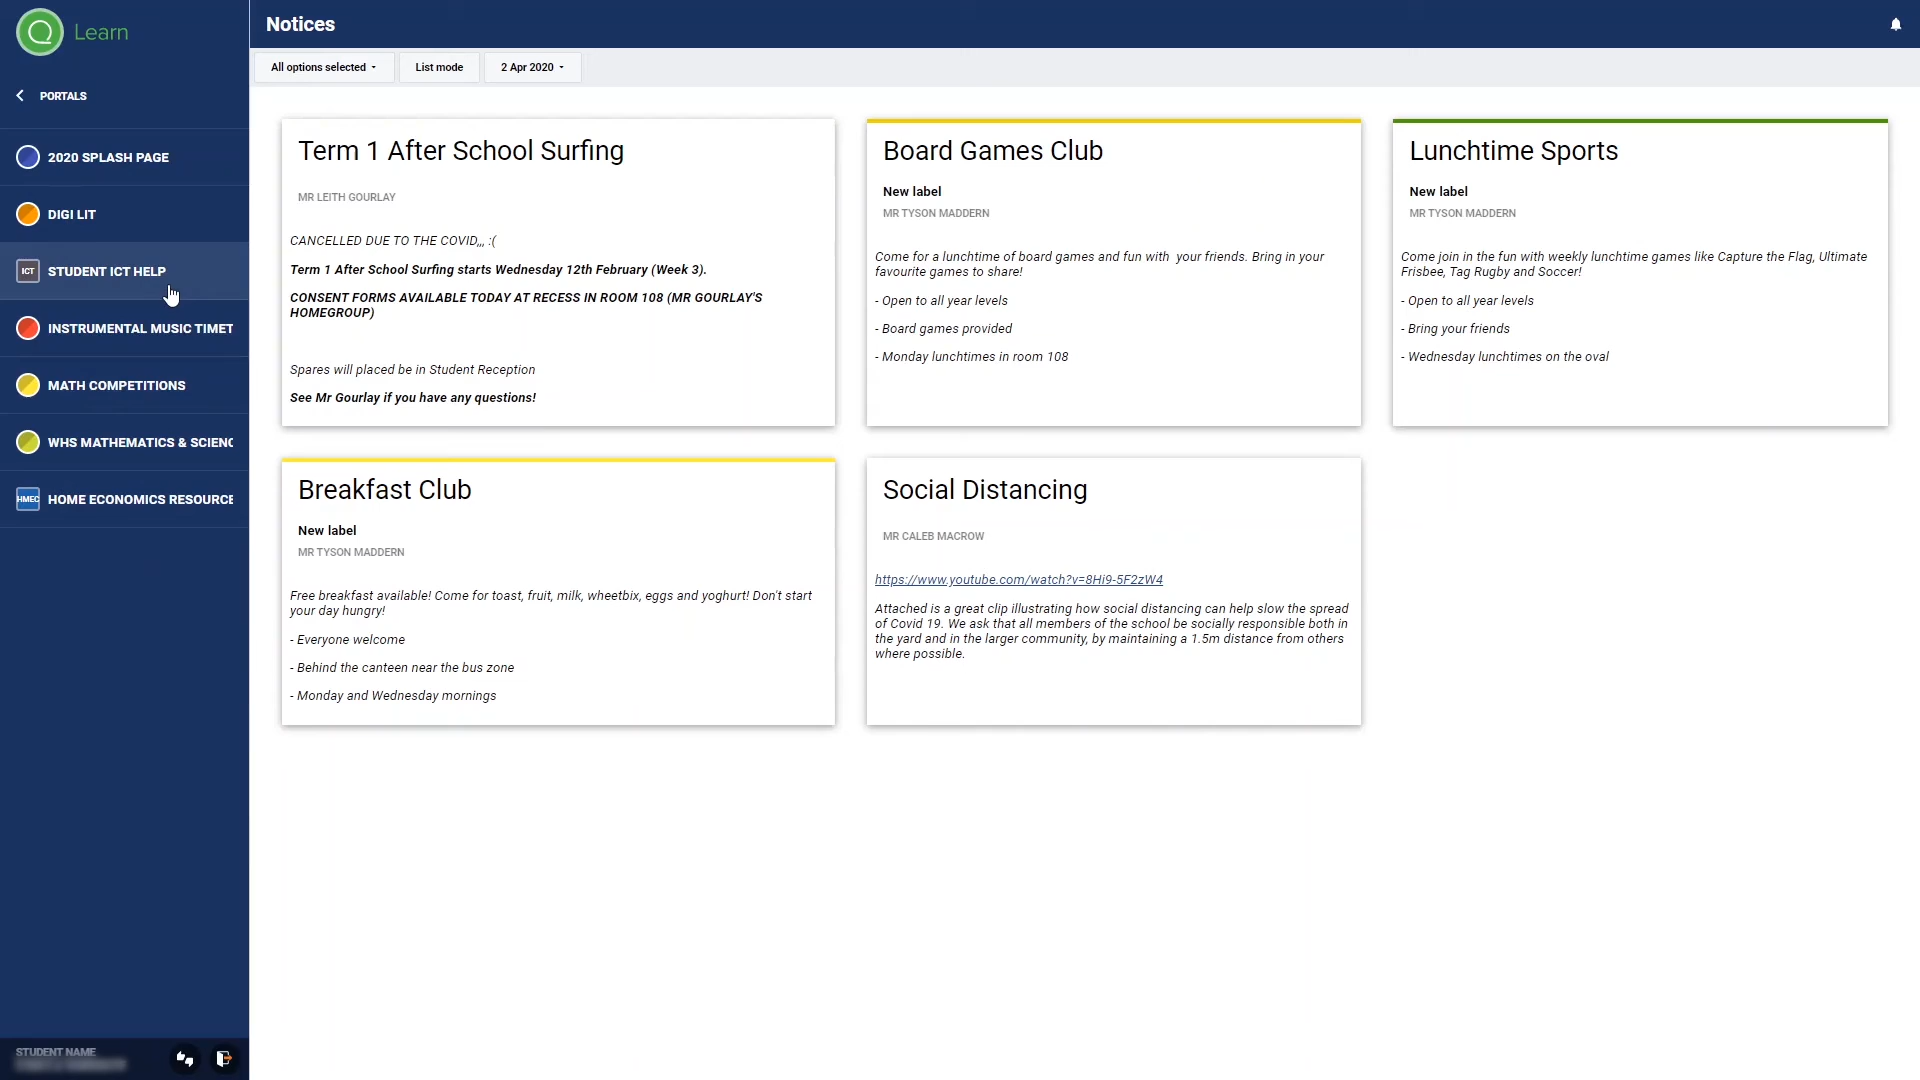 Learn
PORTALS
2020 SPLASH PAGE
DIGI LIT
ICT STUDENT ICT HELP
INSTRUMENTAL MUSIC TIMET
MATH COMPETITIONS
WHS MATHEMATICS & SCIENC
HMEC HOME ECONOMICS RESOURCE
STUDENT NAME
Notices
All options selected
List mode
2 Apr 2020
Term 1 After School Surfing
MR LEITH GOURLAY
CANCELLED DUE TO THE COVID,,, :(
Term 1 After School Surfing starts Wednesday 12th February (Week 3).
CONSENT FORMS AVAILABLE TODAY AT RECESS IN ROOM 108 (MR GOURLAY'S
HOMEGROUP)
Spares will placed be in Student Reception
See Mr Gourlay if you have any questions!
Board Games Club
New label
MR TYSON MADDERN
Come for a lunchtime of board games and fun with your friends. Bring in your
favourite games to share!
- Open to all year levels
- Board games provided
- Monday lunchtimes in room 108
Lunchtime Sports
New label
MR TYSON MADDERN
Come join in the fun with weekly lunchtime games like Capture the Flag, Ultimate
Frisbee, Tag Rugby and Soccer!
- Open to all year levels
- Bring your friends
- Wednesday lunchtimes on the oval
Breakfast Club
New label
MR TYSON MADDERN
Free breakfast available! Come for toast, fruit, milk, wheetbix, eggs and yoghurt! Don't start
your day hungry!
- Everyone welcome
- Behind the canteen near the bus zone
- Monday and Wednesday mornings
Social Distancing
MR CALEB MACROW
https://www.youtube.com/watch?v=8Hi9-5F2zW4
Attached is a great clip illustrating how social distancing can help slow the spread
of Covid 19. We ask that all members of the school be socially responsible both in
the yard and in the larger community, by maintaining a 1.5m distance from others
where possible.